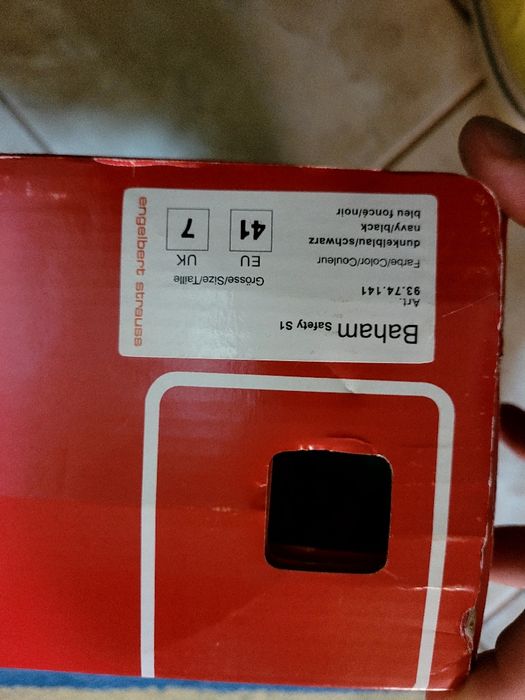 Baham Safety S1
Art.
93.74.141
Farbe/Color/Couleur
dunkelblau/schwarz
navy/black
bleu foncé/noir
Grösse/Size/Taille
EU UK
41 7
engelbert strauss